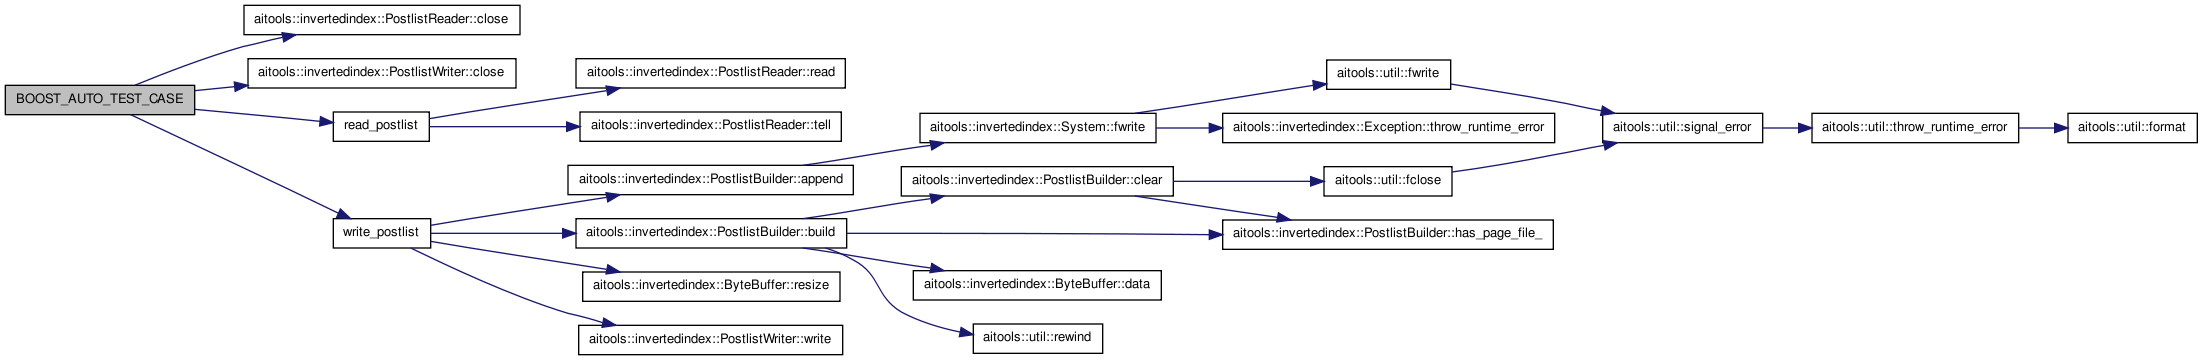 BOOST_AUTO_TEST_CASE
aitools::invertedindex::PostlistReader::close
aitools::invertedindex::PostlistWriter::close
read_postlist
write_postlist
aitools::invertedindex::PostlistReader::read
aitools::invertedindex::PostlistReader::tell
aitools::invertedindex::PostlistBuilder::append
aitools::invertedindex::PostlistBuilder::build
aitools::invertedindex::ByteBuffer::resize
aitools::invertedindex::PostlistWriter::write
aitools::invertedindex::System::fwrite
aitools::invertedindex::PostlistBuilder::clear
aitools::invertedindex::ByteBuffer::data
aitools::util::rewind
aitools::util::fwrite
aitools::invertedindex::Exception::throw_runtime_error
aitools::util::fclose
aitools::invertedindex::PostlistBuilder::has_page_file_
aitools::util::signal_error
aitools::util::throw_runtime_error
aitools::util::format